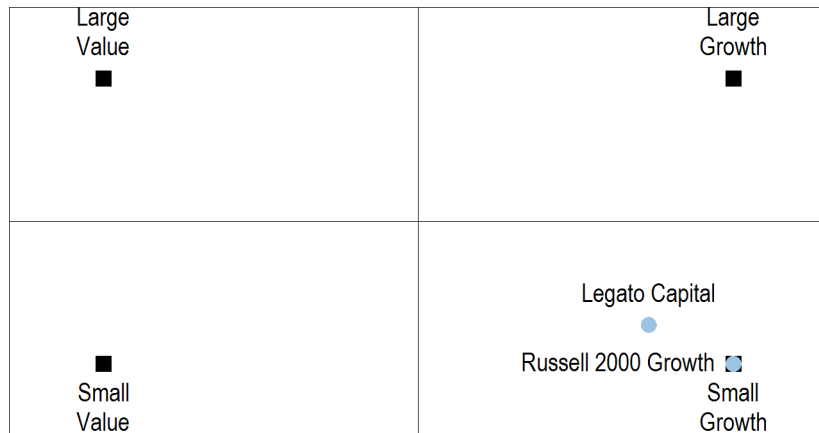 Large
Value
Large
Growth
Legato Capital
Russell 2000 Growth
Small
Value
Small
Growth